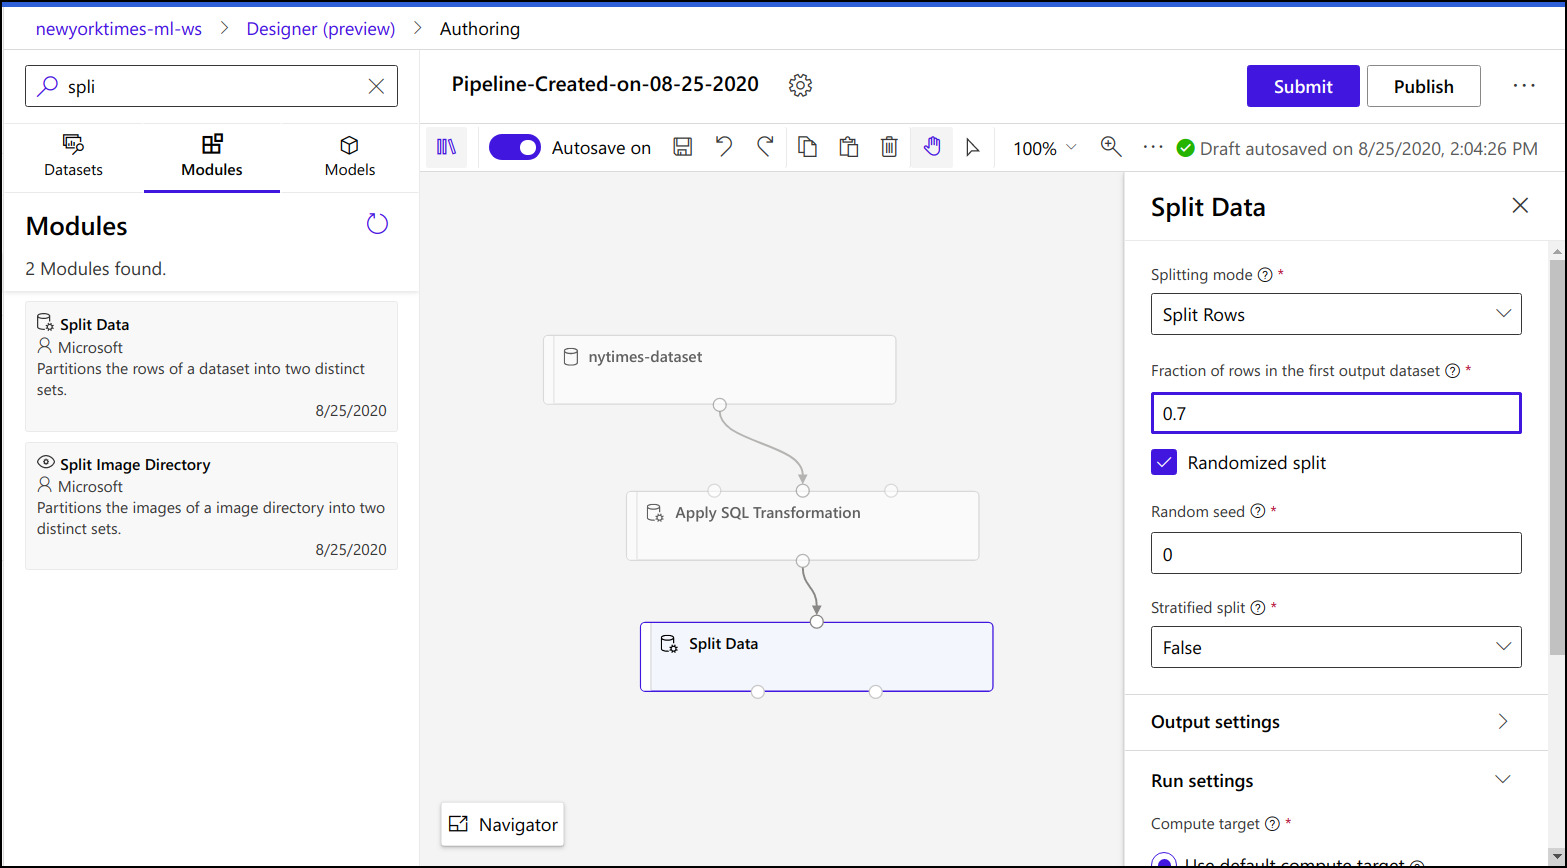 newyorktimes-ml-ws > Designer (preview) > Authoring
spli
Datasets
Modules
Models
Modules
2 Modules found.
Split Data
Microsoft
Partitions the rows of a dataset into two distinct
sets.
8/25/2020
Split Image Directory
Microsoft
Partitions the images of a image directory into two
distinct sets.
8/25/2020
Pipeline-Created-on-08-25-2020
Submit
Publish
Autosave on
100%
Draft autosaved on 8/25/2020, 2:04:26 PM
nytimes-dataset
Apply SQL Transformation
Split Data
Navigator
Split Data
Splitting mode *
Split Rows
Fraction of rows in the first output dataset *
0.7
Randomized split
Random seed *
0
Stratified split *
False
Output settings
Run settings
Compute target *
Use default compute target